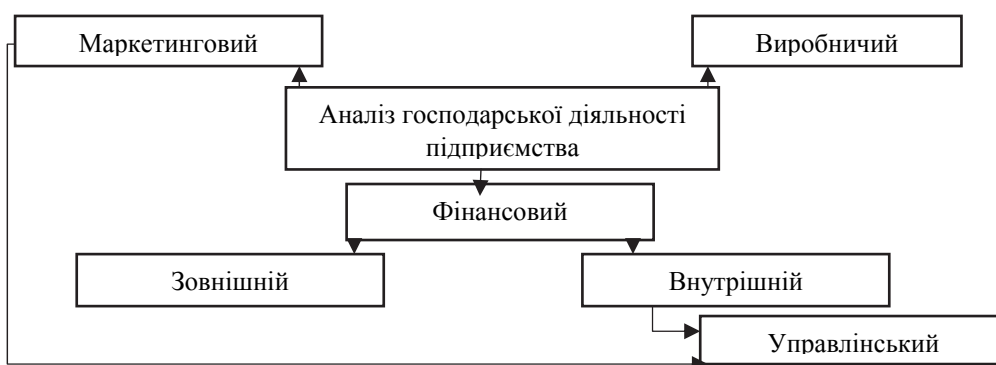 Маркетинговий
Виробничий
Аналіз господарської діяльності
підприємства
Фінансовий
Зовнішній
Внутрішній
Управлінський